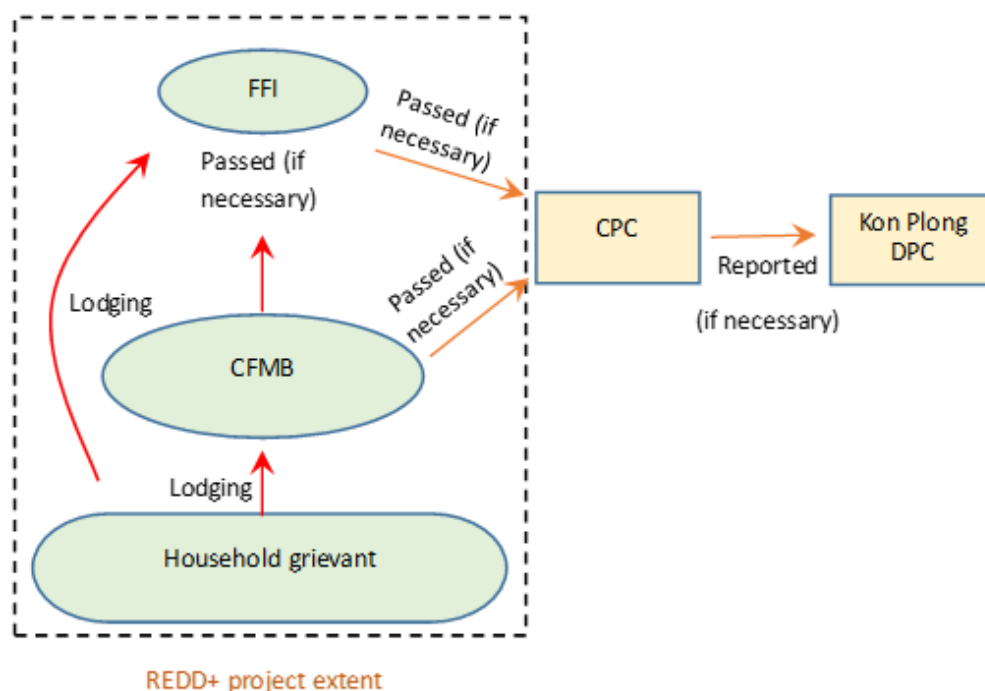 FFI
Passed (if
necessary)
Passed (if
necessary)
CPC
Kon Plong
DPC
Reported
(if necessary)
Lodging
Passed (if
necessary)
CFMB
Lodging
Household grievant
REDD+ project extent